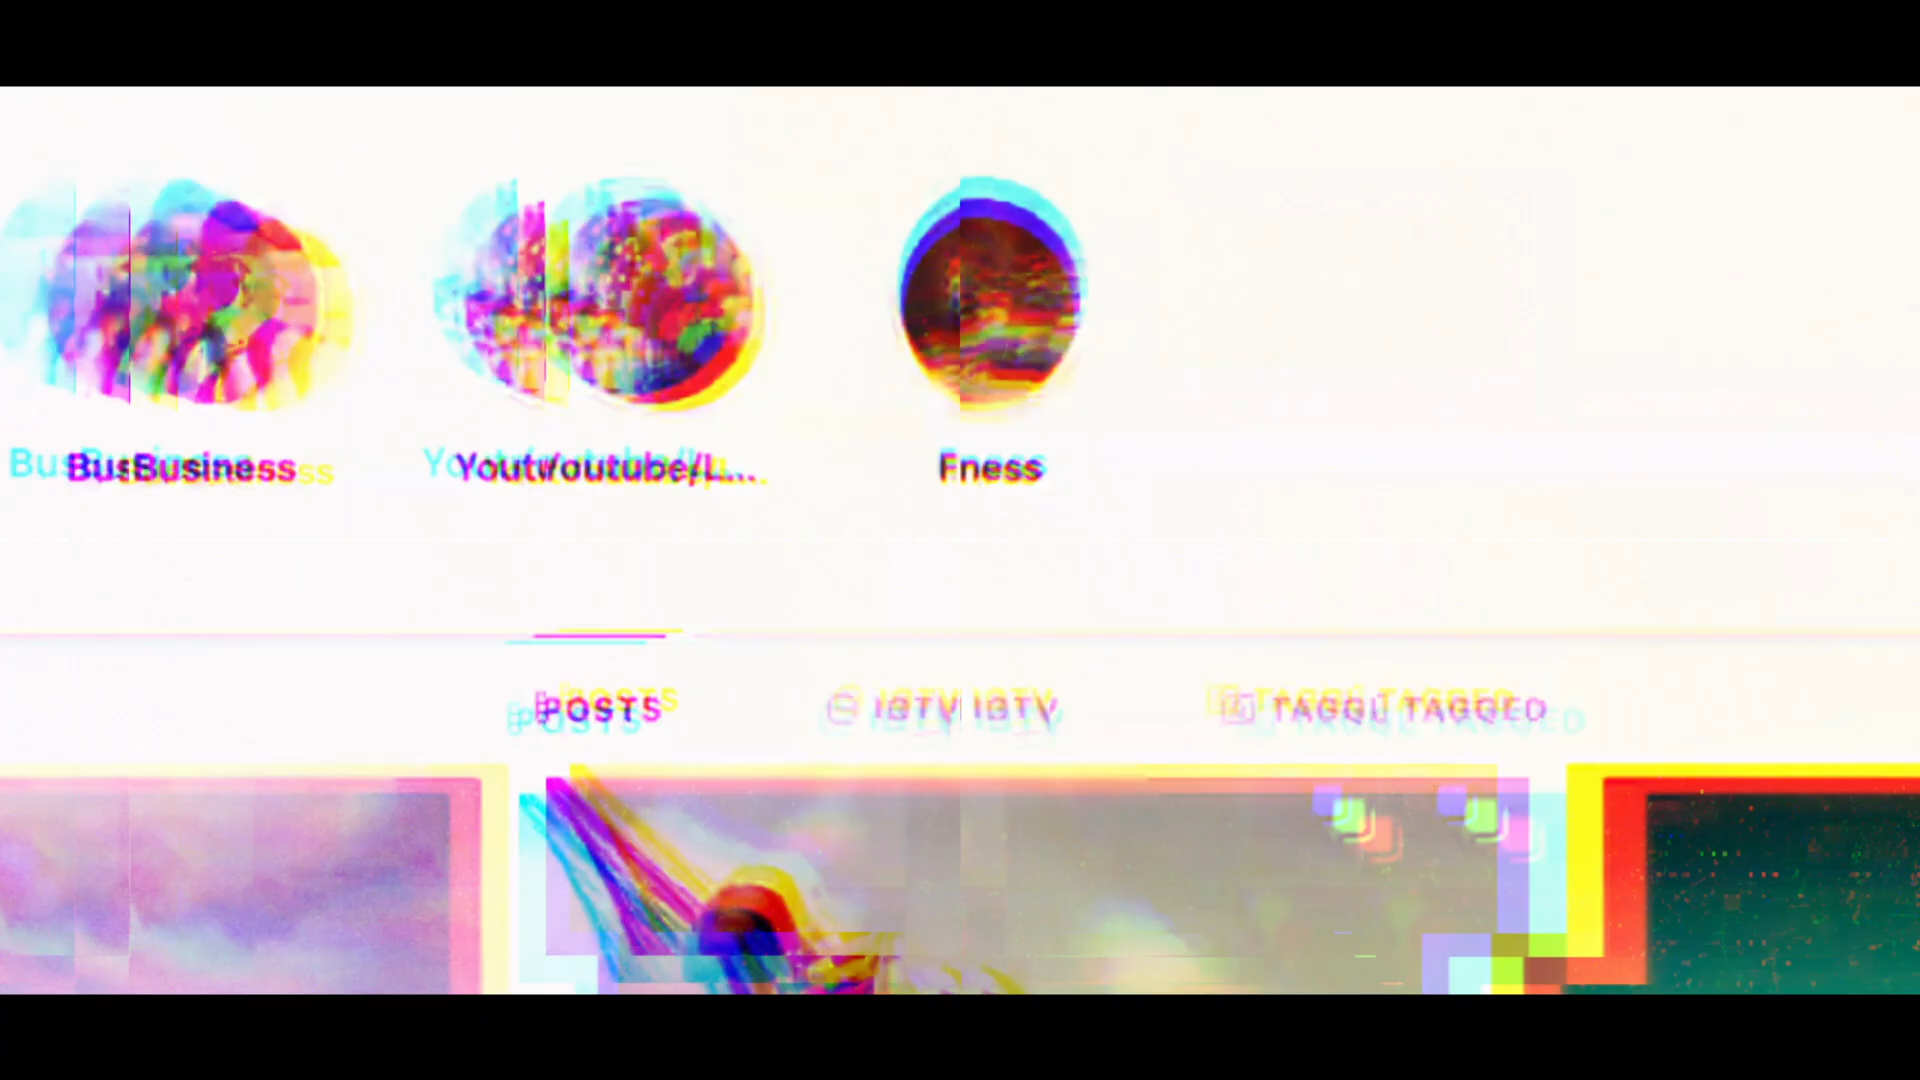 Business
Youtube/L...
Fness
POSTS
IGTV
TAGGED